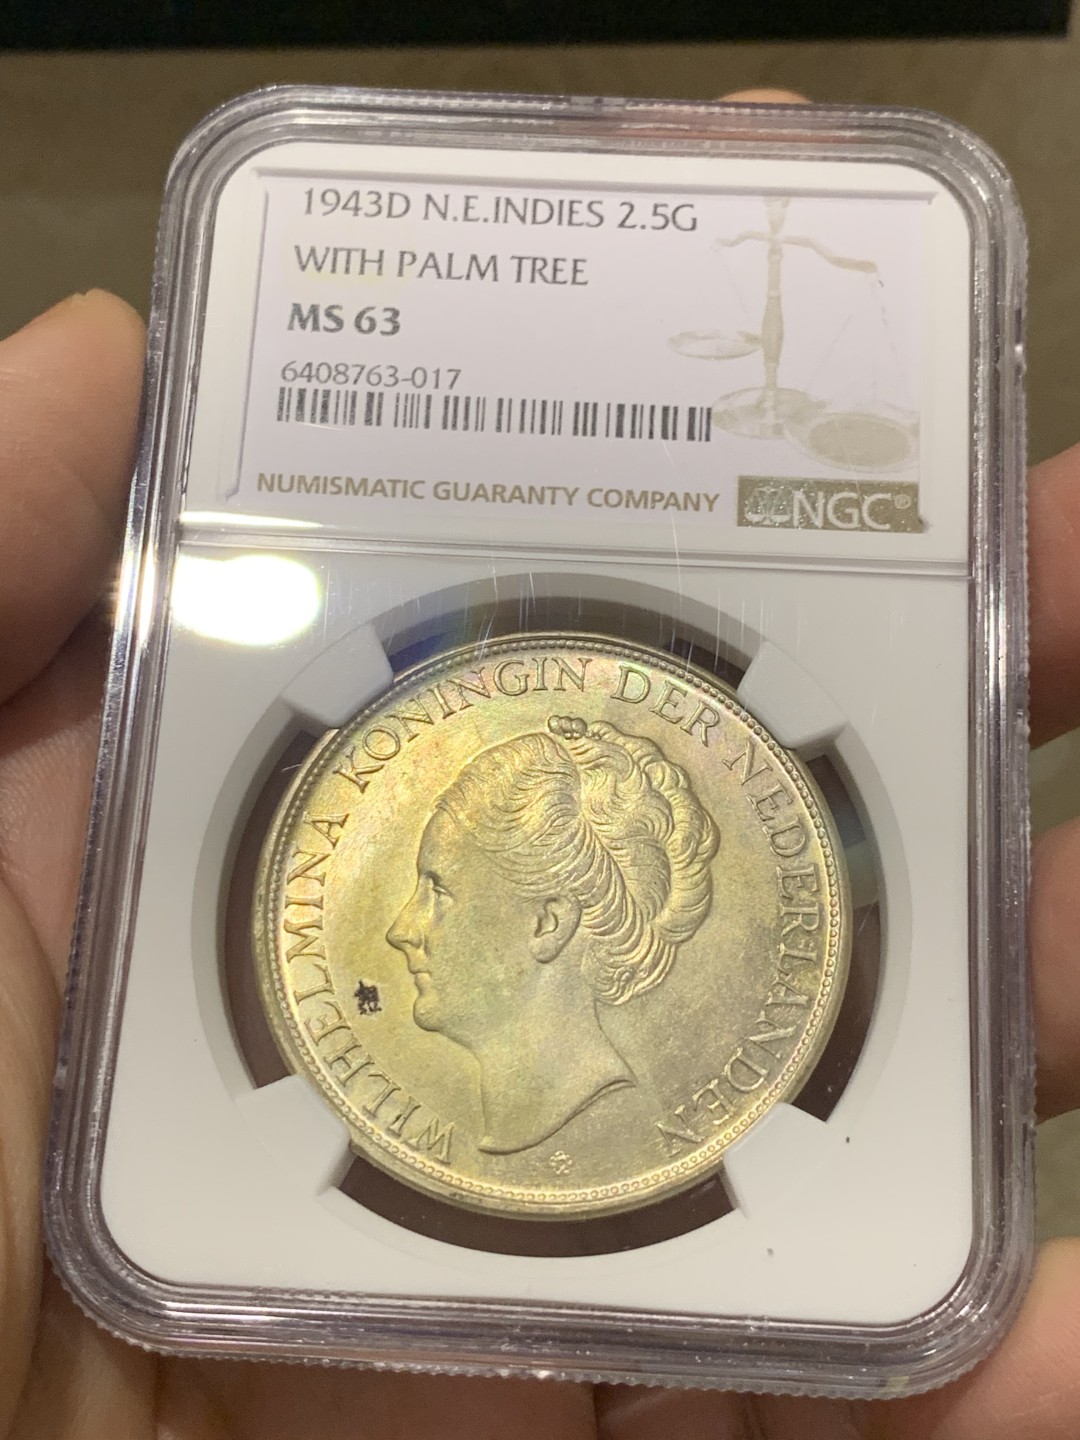 1943D N.E.INDIES 2.5G
WITH PALM TREE
MS 63
6408763-017
NUMISMATIC GUARANTY COMPANY
NGC®
WILHELMINA KONINGIN DER NEDERLANDEN